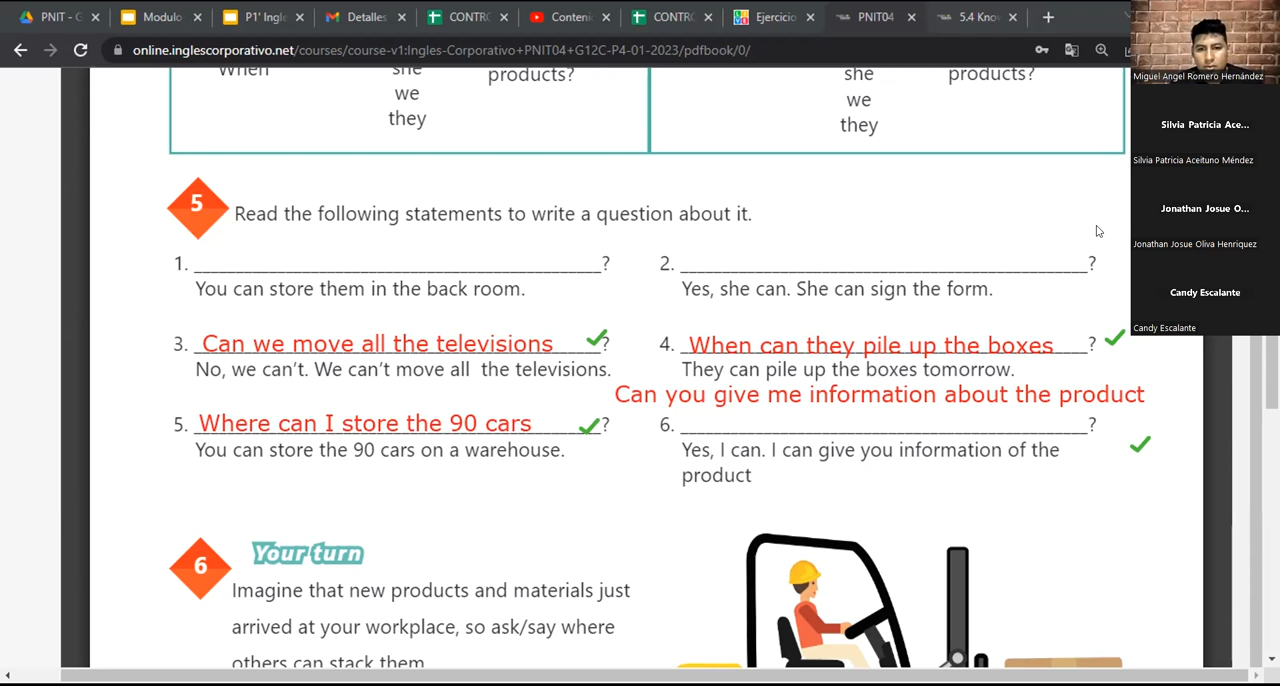 PNIT - G
Modulo
P1' Ingle
Detalles
CONTRO
Conteni
CONTRO
Ejercicio
PNIT04
5.4 Kno
online.inglescorporativo.net/courses/course-v1:Ingles-Corporativo+PNIT04+G12C-P4-01-2023/pdfbook/0/
Miguel Angel Romero Hernández
Silvia Patricia Ace...
Silvia Patricia Aceituno Méndez
Jonathan Josue O...
Jonathan Josue Oliva Henriquez
Candy Escalante
Candy Escalante
When
she
we
they
products?
she
we
they
products?
5
Read the following statements to write a question about it.
1. ?
You can store them in the back room.
2. ?
Yes, she can. She can sign the form.
3. Can we move all the televisions ?
No, we can't. We can't move all the televisions.
4. When can they pile up the boxes ?
They can pile up the boxes tomorrow.
5. Where can I store the 90 cars ?
You can store the 90 cars on a warehouse.
Can you give me information about the product
6. ?
Yes, I can. I can give you information of the
product
6
Your turn
Imagine that new products and materials just
arrived at your workplace, so ask/say where
others can stack them